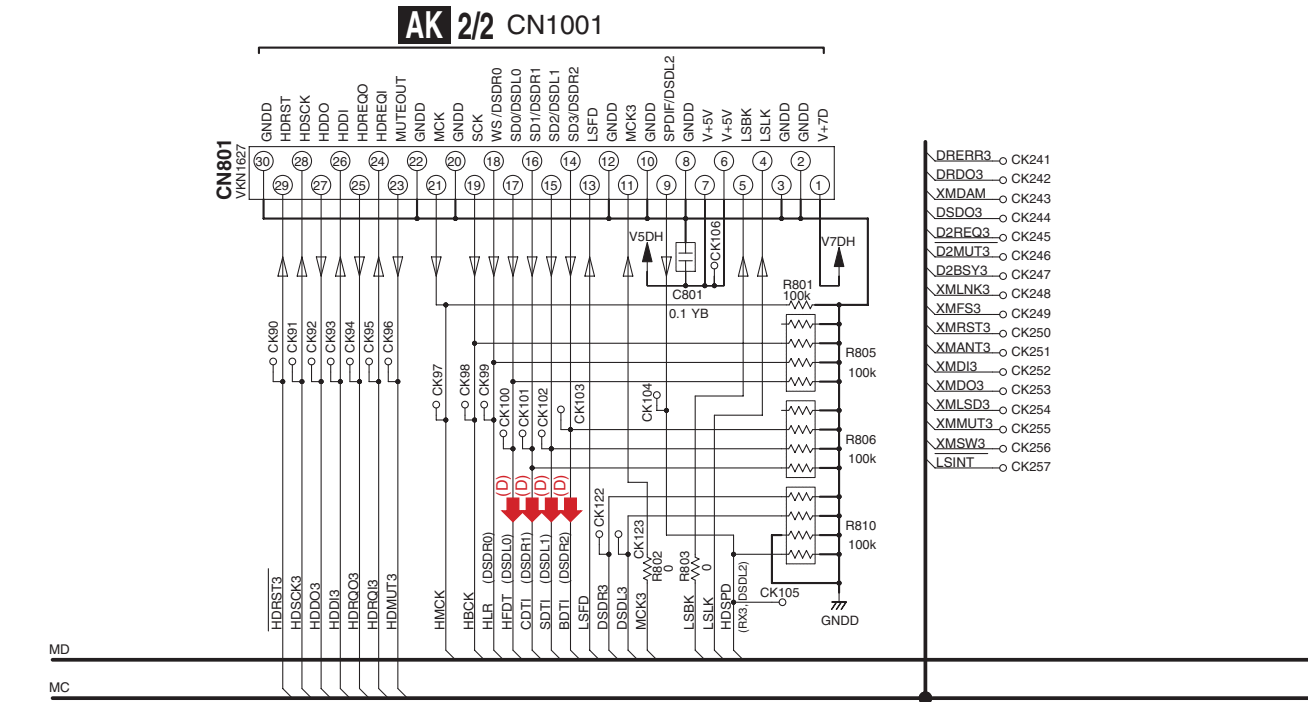 AK 2/2 CN1001
GNDD
HDRST
HDSCK
HDDO
HDDI
HDREQO
HDREQI
MUTEOUT
GNDD
MCK
GNDD
SCK
WS /DSDR0
SD0/DSDL0
SD1/DSDR1
SD2/DSDL1
SD3/DSDR2
LSFD
GNDD
MCK3
GNDD
SPDIF/DSDL2
GNDD
V+5V
V+5V
LSBK
LSLK
GNDD
GNDD
V+7D
CN801
VKN1627
30 28 26 24 22 20 18 16 14 12 10 8 6 4 2
29 27 25 23 21 19 17 15 13 11 9 7 5 3 1
V5DH
CK106
V7DH
C801
0.1 YB
R801
100k
CK90
CK91
CK92
CK93
CK94
CK95
CK96
CK97
CK98
CK99
CK100
CK101
CK102
CK103
CK104
R805
100k
R806
100k
(D)
(D)
(D)
(D)
CK122
CK123
R802
0
R803
0
R810
100k
CK105
GNDD
HDRST3
HDSCK3
HDDO3
HDDI3
HDRQO3
HDRQI3
HDMUT3
HMCK
HBCK
HLR (DSDR0)
HFDT (DSDL0)
CDTI (DSDR1)
SDTI (DSDL1)
BDTI (DSDR2)
LSFD
DSDR3
DSDL3
MCK3
LSBK
LSLK
HDSPD
(RX3, DSDL2)
DRERR3 CK241
DRDO3 CK242
XMDAM CK243
DSDO3 CK244
D2REQ3 CK245
D2MUT3 CK246
D2BSY3 CK247
XMLNK3 CK248
XMFS3 CK249
XMRST3 CK250
XMANT3 CK251
XMDI3 CK252
XMDO3 CK253
XMLSD3 CK254
XMMUT3 CK255
XMSW3 CK256
LSINT CK257
MD
MC